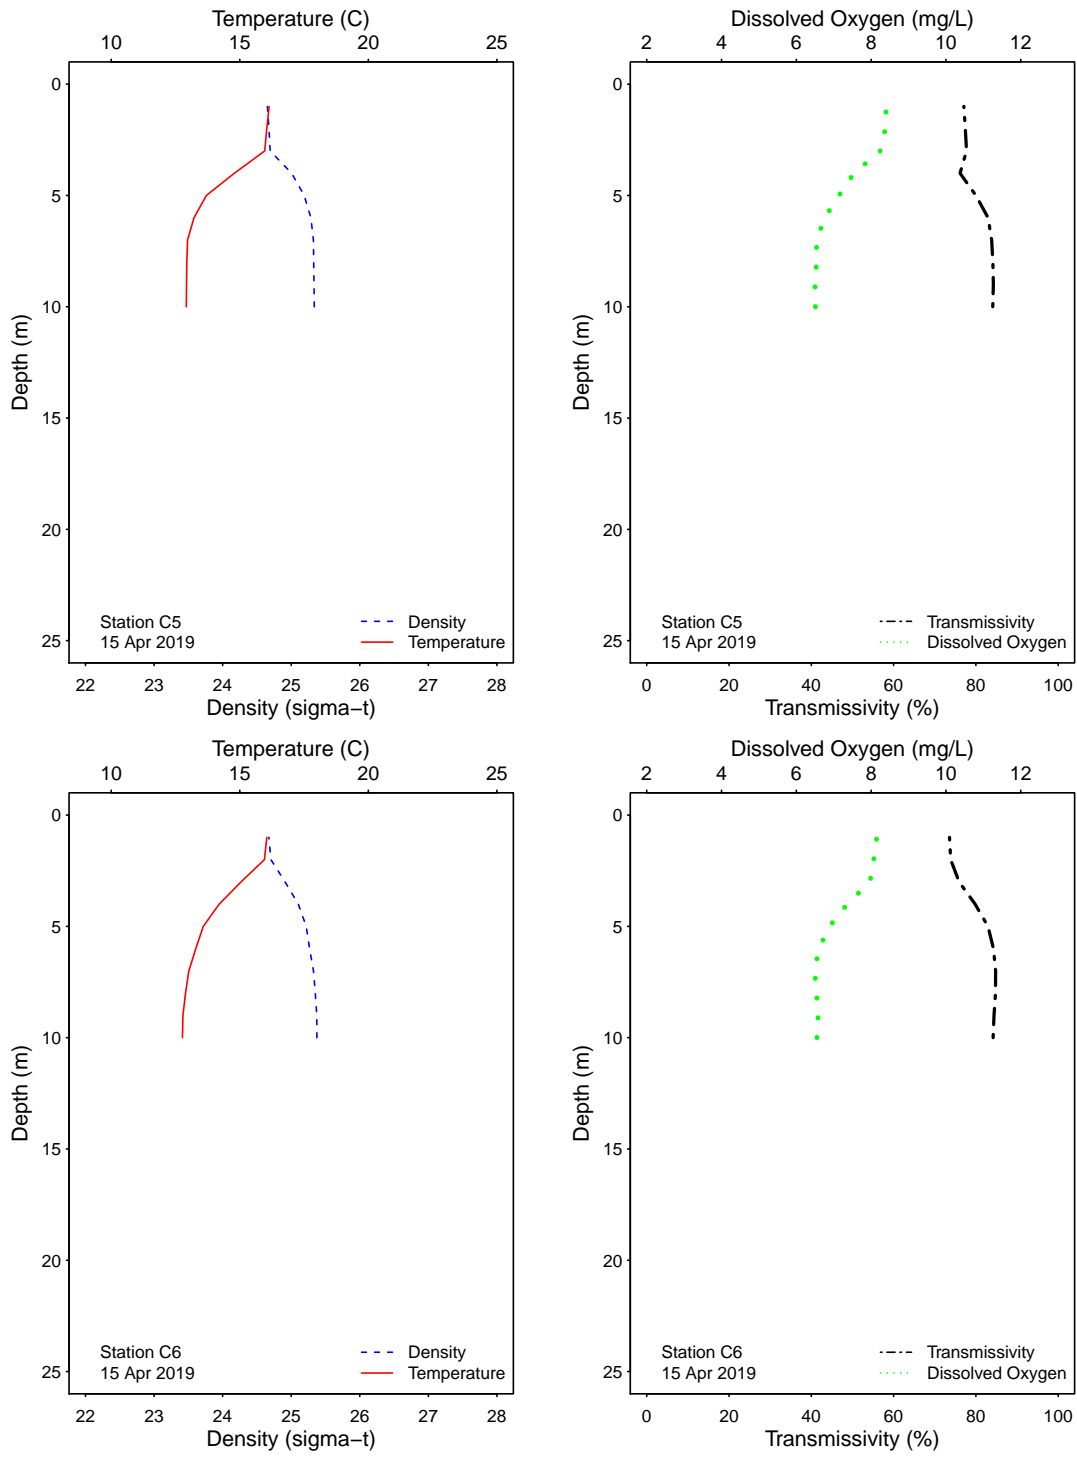 Temperature (C)
10 15 20 25
0
5
10
15
20
25
Depth (m)
Station C5
15 Apr 2019
Density
Temperature
22 23 24 25 26 27 28
Density (sigma−t)
Dissolved Oxygen (mg/L)
2 4 6 8 10 12
0
5
10
15
20
25
Depth (m)
Station C5
15 Apr 2019
Transmissivity
Dissolved Oxygen
0 20 40 60 80 100
Transmissivity (%)
Temperature (C)
10 15 20 25
0
5
10
15
20
25
Depth (m)
Station C6
15 Apr 2019
Density
Temperature
22 23 24 25 26 27 28
Density (sigma−t)
Dissolved Oxygen (mg/L)
2 4 6 8 10 12
0
5
10
15
20
25
Depth (m)
Station C6
15 Apr 2019
Transmissivity
Dissolved Oxygen
0 20 40 60 80 100
Transmissivity (%)